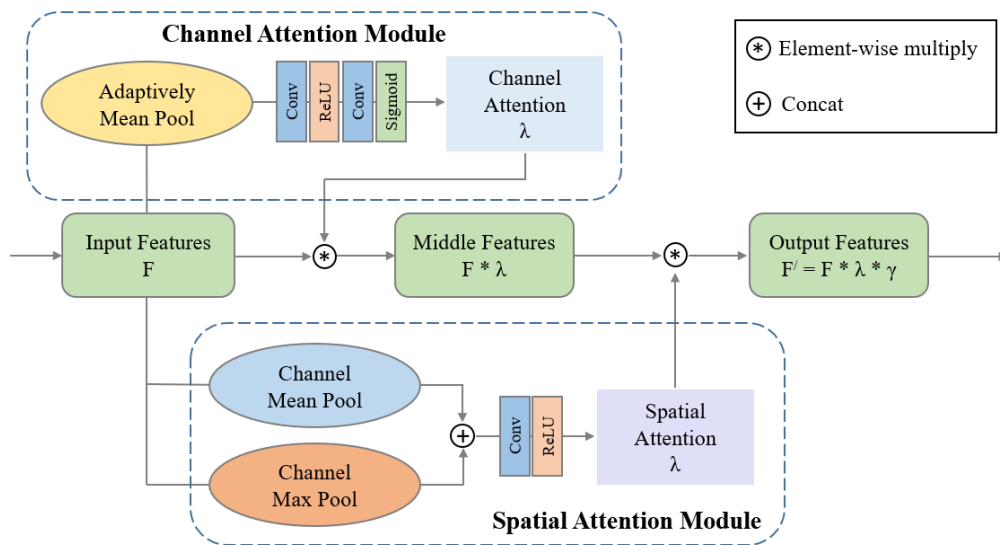 Channel Attention Module
Adaptively
Mean Pool
Conv
ReLU
Conv
Sigmoid
Channel
Attention
λ
Element-wise multiply
Concat
Input Features
F
Middle Features
F * λ
Output Features
F/ = F * λ * γ
Channel
Mean Pool
Channel
Max Pool
Conv
ReLU
Spatial
Attention
λ
Spatial Attention Module